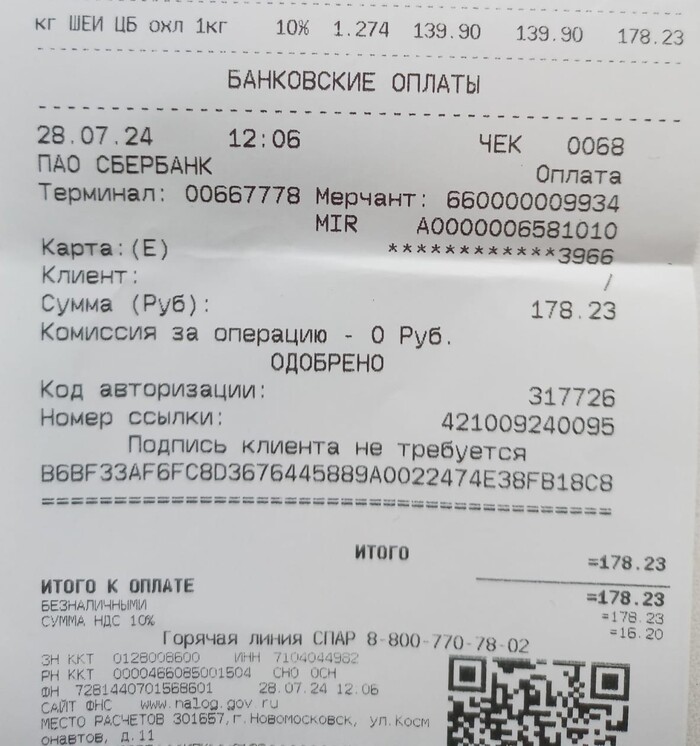 кг ШЕИ ЦБ охл 1кг 10% 1.274 139.90 139.90 178.23
БАНКОВСКИЕ ОПЛАТЫ
28.07.24 12:06 ЧЕК 0068
ПАО СБЕРБАНК Оплата
Терминал: 00667778 Мерчант: 660000009934
MIR A0000006581010
Карта:(E) ************3966
Клиент: /
Сумма (Руб): 178.23
Комиссия за операцию - 0 Руб.
ОДОБРЕНО
Код авторизации: 317726
Номер ссылки: 421009240095
Подпись клиента не требуется
B6BF33AF6FC8D3676445889A0022474E38FB18C8
==========================================
ИТОГО =178.23
ИТОГО К ОПЛАТЕ =178.23
БЕЗНАЛИЧНЫМИ =178.23
СУММА НДС 10% =16.20
Горячая линия СПАР 8-800-770-78-02
ЗН ККТ 0128008600 ИНН 7104044982
РН ККТ 0000466085001504 СНО ОСН
ФН 7281440701568601 28.07.24 12:06
САЙТ ФНС www.nalog.gov.ru
МЕСТО РАСЧЕТОВ 301657,г.Новомосковск, ул.Косм
онавтов, д.11